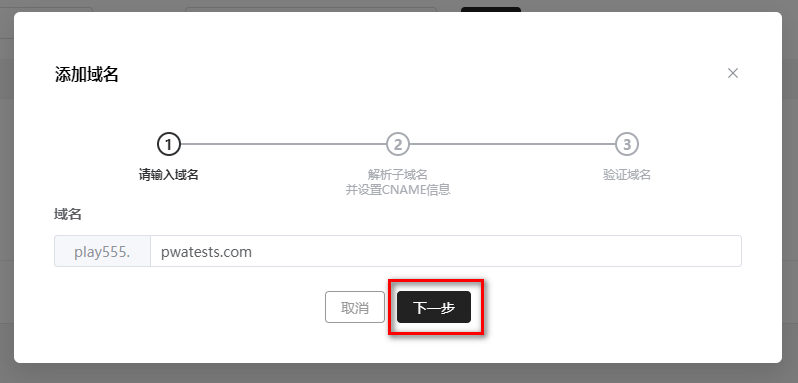 添加域名
1
2
3
请输入域名
解析子域名
并设置CNAME信息
验证域名
域名
play555.
pwatests.com
取消
下一步